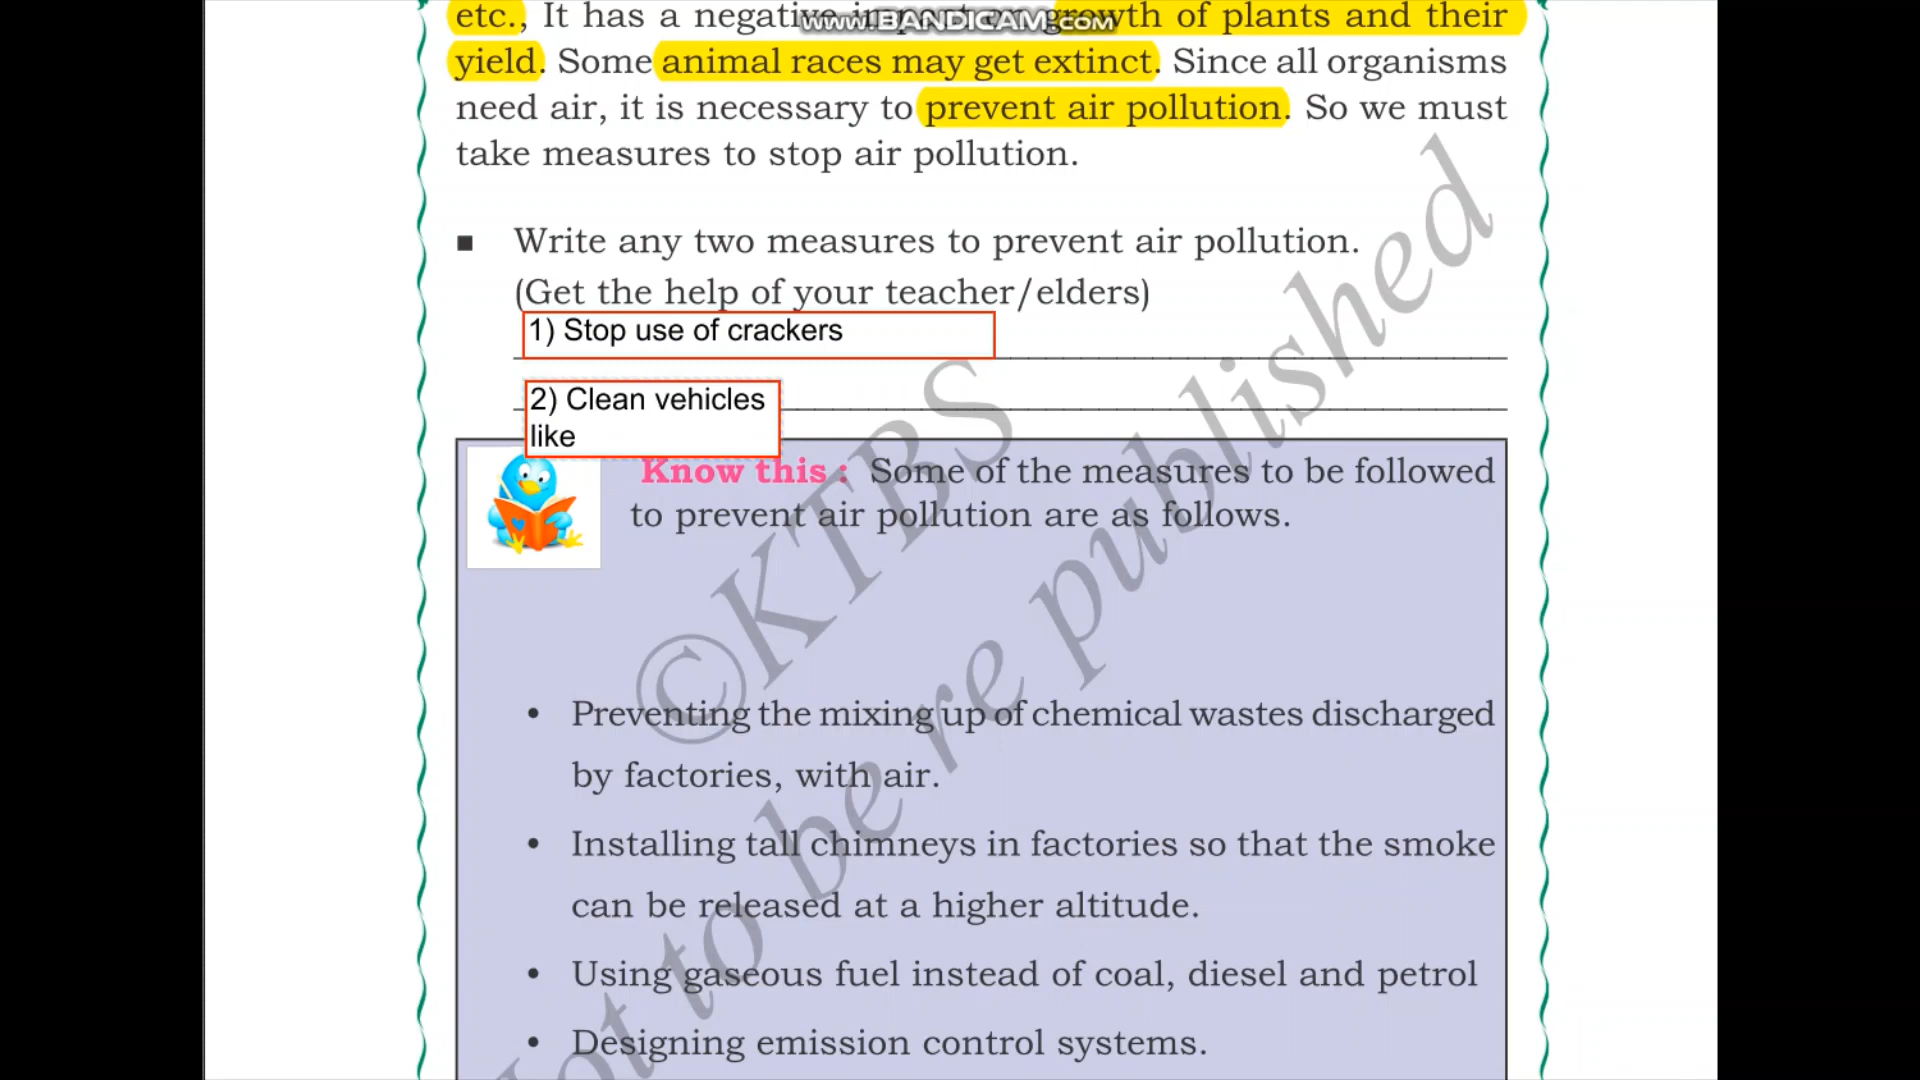 etc., It has a negative impact on growth of plants and their
www.BANDICAM.com
yield. Some animal races may get extinct. Since all organisms
need air, it is necessary to prevent air pollution. So we must
take measures to stop air pollution.
■ Write any two measures to prevent air pollution.
(Get the help of your teacher/elders)
1) Stop use of crackers
2) Clean vehicles
like
Know this : Some of the measures to be followed
to prevent air pollution are as follows.
• Preventing the mixing up of chemical wastes discharged
by factories, with air.
• Installing tall chimneys in factories so that the smoke
can be released at a higher altitude.
• Using gaseous fuel instead of coal, diesel and petrol
• Designing emission control systems.
©KTBS
Not to be re published